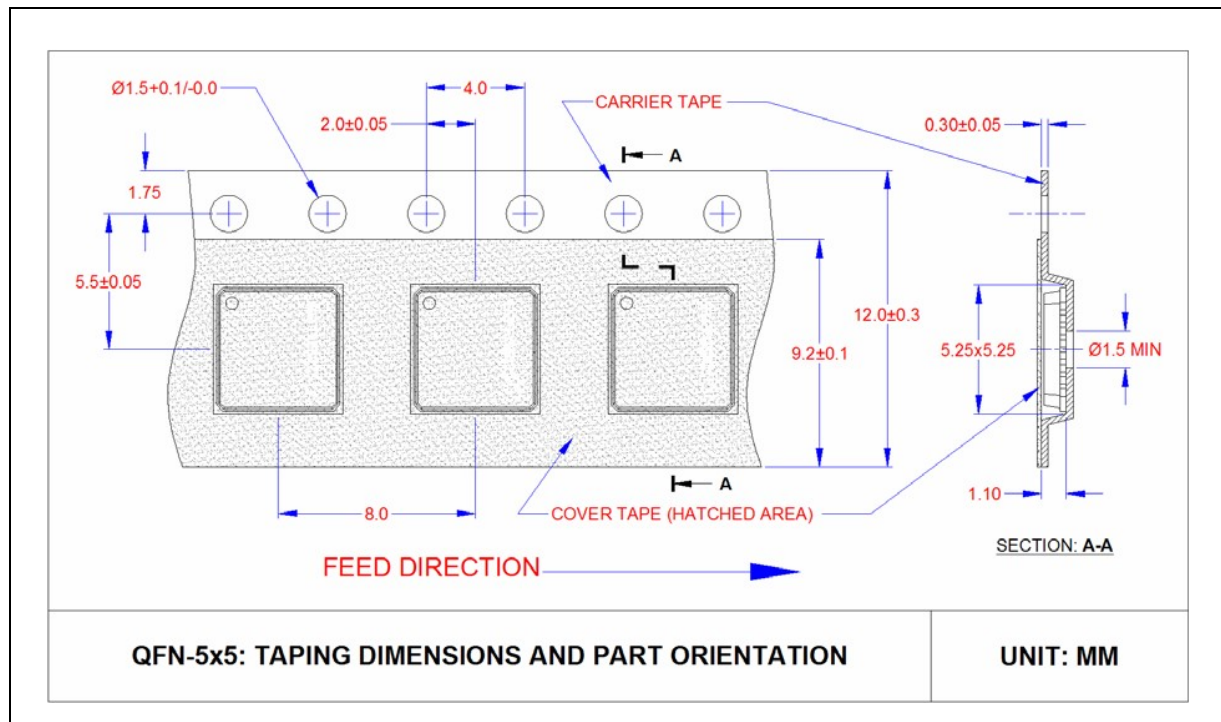 Ø1.5+0.1/-0.0
4.0
CARRIER TAPE
0.30±0.05
2.0±0.05
A
1.75
5.5±0.05
12.0±0.3
9.2±0.1
5.25x5.25
Ø1.5 MIN
A
1.10
8.0
COVER TAPE (HATCHED AREA)
SECTION: A-A
FEED DIRECTION
QFN-5x5: TAPING DIMENSIONS AND PART ORIENTATION
UNIT: MM